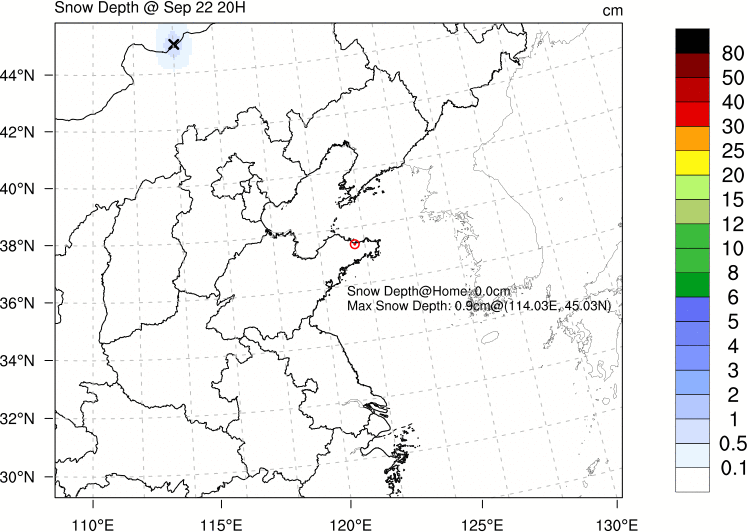 Snow Depth @ Sep 22 20H
cm
44°N
42°N
40°N
38°N
36°N
34°N
32°N
30°N
110°E
115°E
120°E
125°E
130°E
Snow Depth@Home: 0.0cm
Max Snow Depth: 0.9cm@(114.03E, 45.03N)
80
50
40
30
25
20
15
12
10
8
6
5
4
3
2
1
0.5
0.1